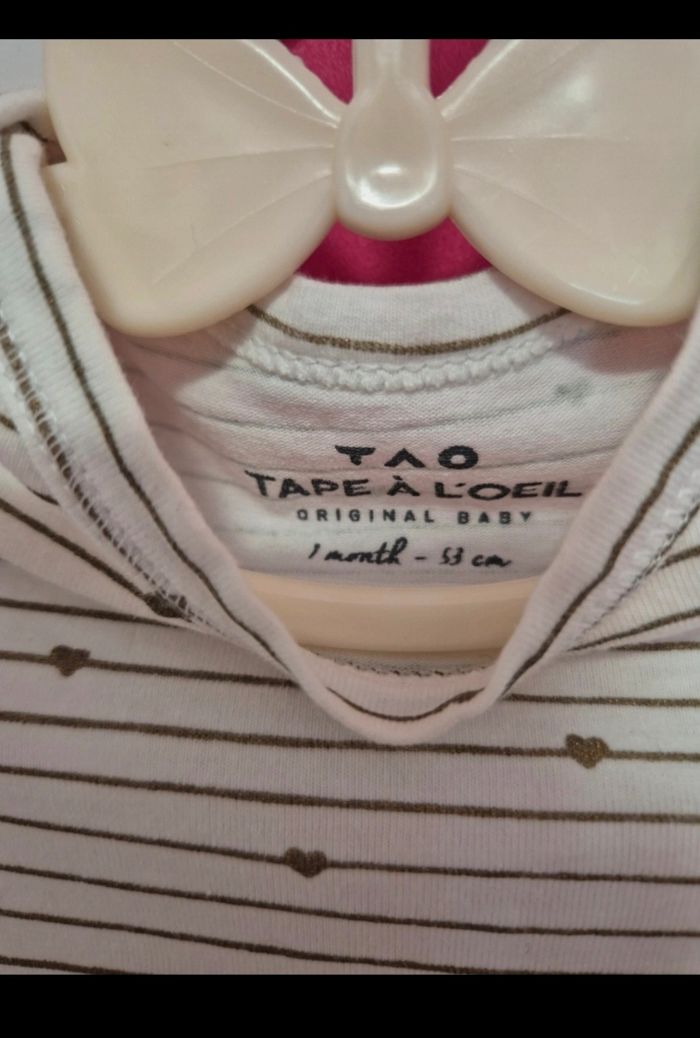 TAO
TAPE À L'OEIL
ORIGINAL BABY
1 month - 53 cm